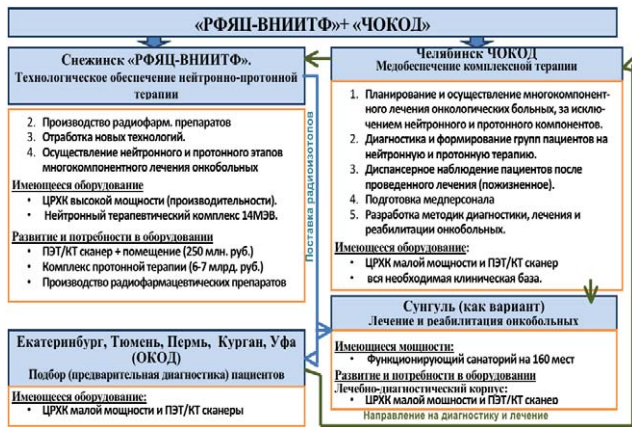 «РФЯЦ-ВНИИТФ»+ «ЧОКОД»
Снежинск «РФЯЦ-ВНИИТФ».
Технологическое обеспечение нейтронно-протонной
терапии
2. Производство радиофарм. препаратов
3. Отработка новых технологий.
4. Осуществление нейтронного и протонного этапов
многокомпонентного лечения онкобольных
Имеющееся оборудование
• ЦРХК высокой мощности (производительности).
• Нейтронный терапевтический комплекс 14МЭВ.
Развитие и потребности в оборудовании
• ПЭТ/КТ сканер + помещение (250 млн. руб.)
• Комплекс протонной терапии (6-7 млрд. руб.)
• Производство радиофармацевтических препаратов
Поставка радиоизотопов
Челябинск ЧОКОД
Медобеспечение комплексной терапии
1. Планирование и осуществление многокомпонент-
ного лечения онкологических больных, за исклю-
чением нейтронного и протонного компонентов.
2. Диагностика и формирование групп пациентов на
нейтронную и протонную терапию.
3. Диспансерное наблюдение пациентов после
проведенного лечения (пожизненное).
4. Подготовка медперсонала
5. Разработка методик диагностики, лечения и
реабилитации онкобольных.
Имеющееся оборудование:
• ЦРХК малой мощности и ПЭТ/КТ сканер
• вся необходимая клиническая база.
Екатеринбург, Тюмень, Пермь, Курган, Уфа
(ОКОД)
Подбор (предварительная диагностика) пациентов
Имеющееся оборудование:
• ЦРХК малой мощности и ПЭТ/КТ сканеры
Сунгуль (как вариант)
Лечение и реабилитация онкобольных
Имеющиеся мощности:
• Функционирующий санаторий на 160 мест
Развитие и потребности в оборудовании
Лечебно-диагностический корпус:
• ЦРХК малой мощности и ПЭТ/КТ сканер
Направление на диагностику и лечение